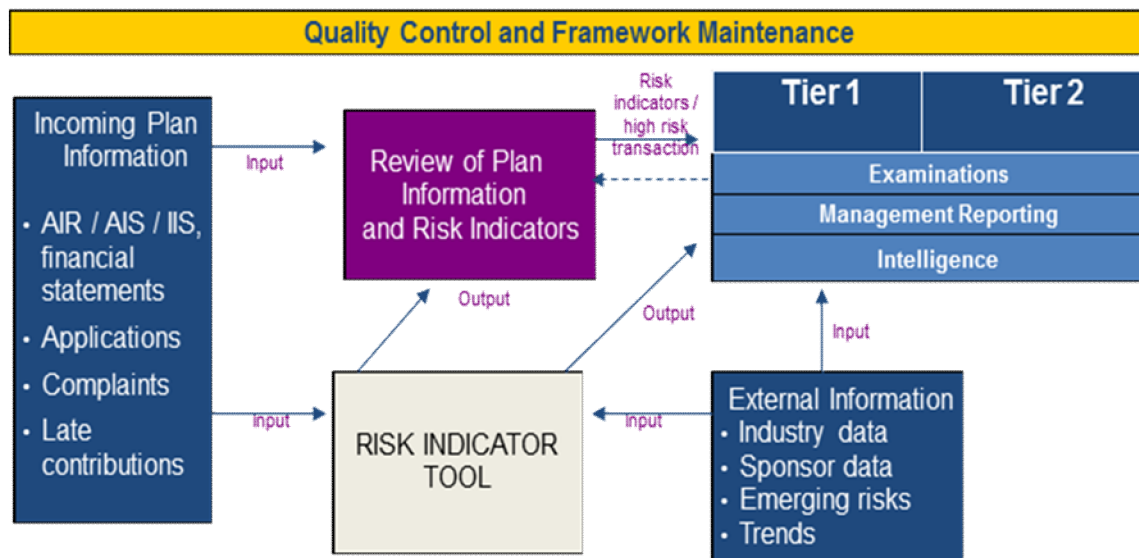 Quality Control and Framework Maintenance
Incoming Plan
Information
• AIR / AIS / IIS,
financial
statements
• Applications
• Complaints
• Late
contributions
Input
Input
Review of Plan
Information
and Risk Indicators
Output
RISK INDICATOR
TOOL
Risk
indicators /
high risk
transaction
Output
Tier 1
Tier 2
Examinations
Management Reporting
Intelligence
Input
Input
External Information
• Industry data
• Sponsor data
• Emerging risks
• Trends